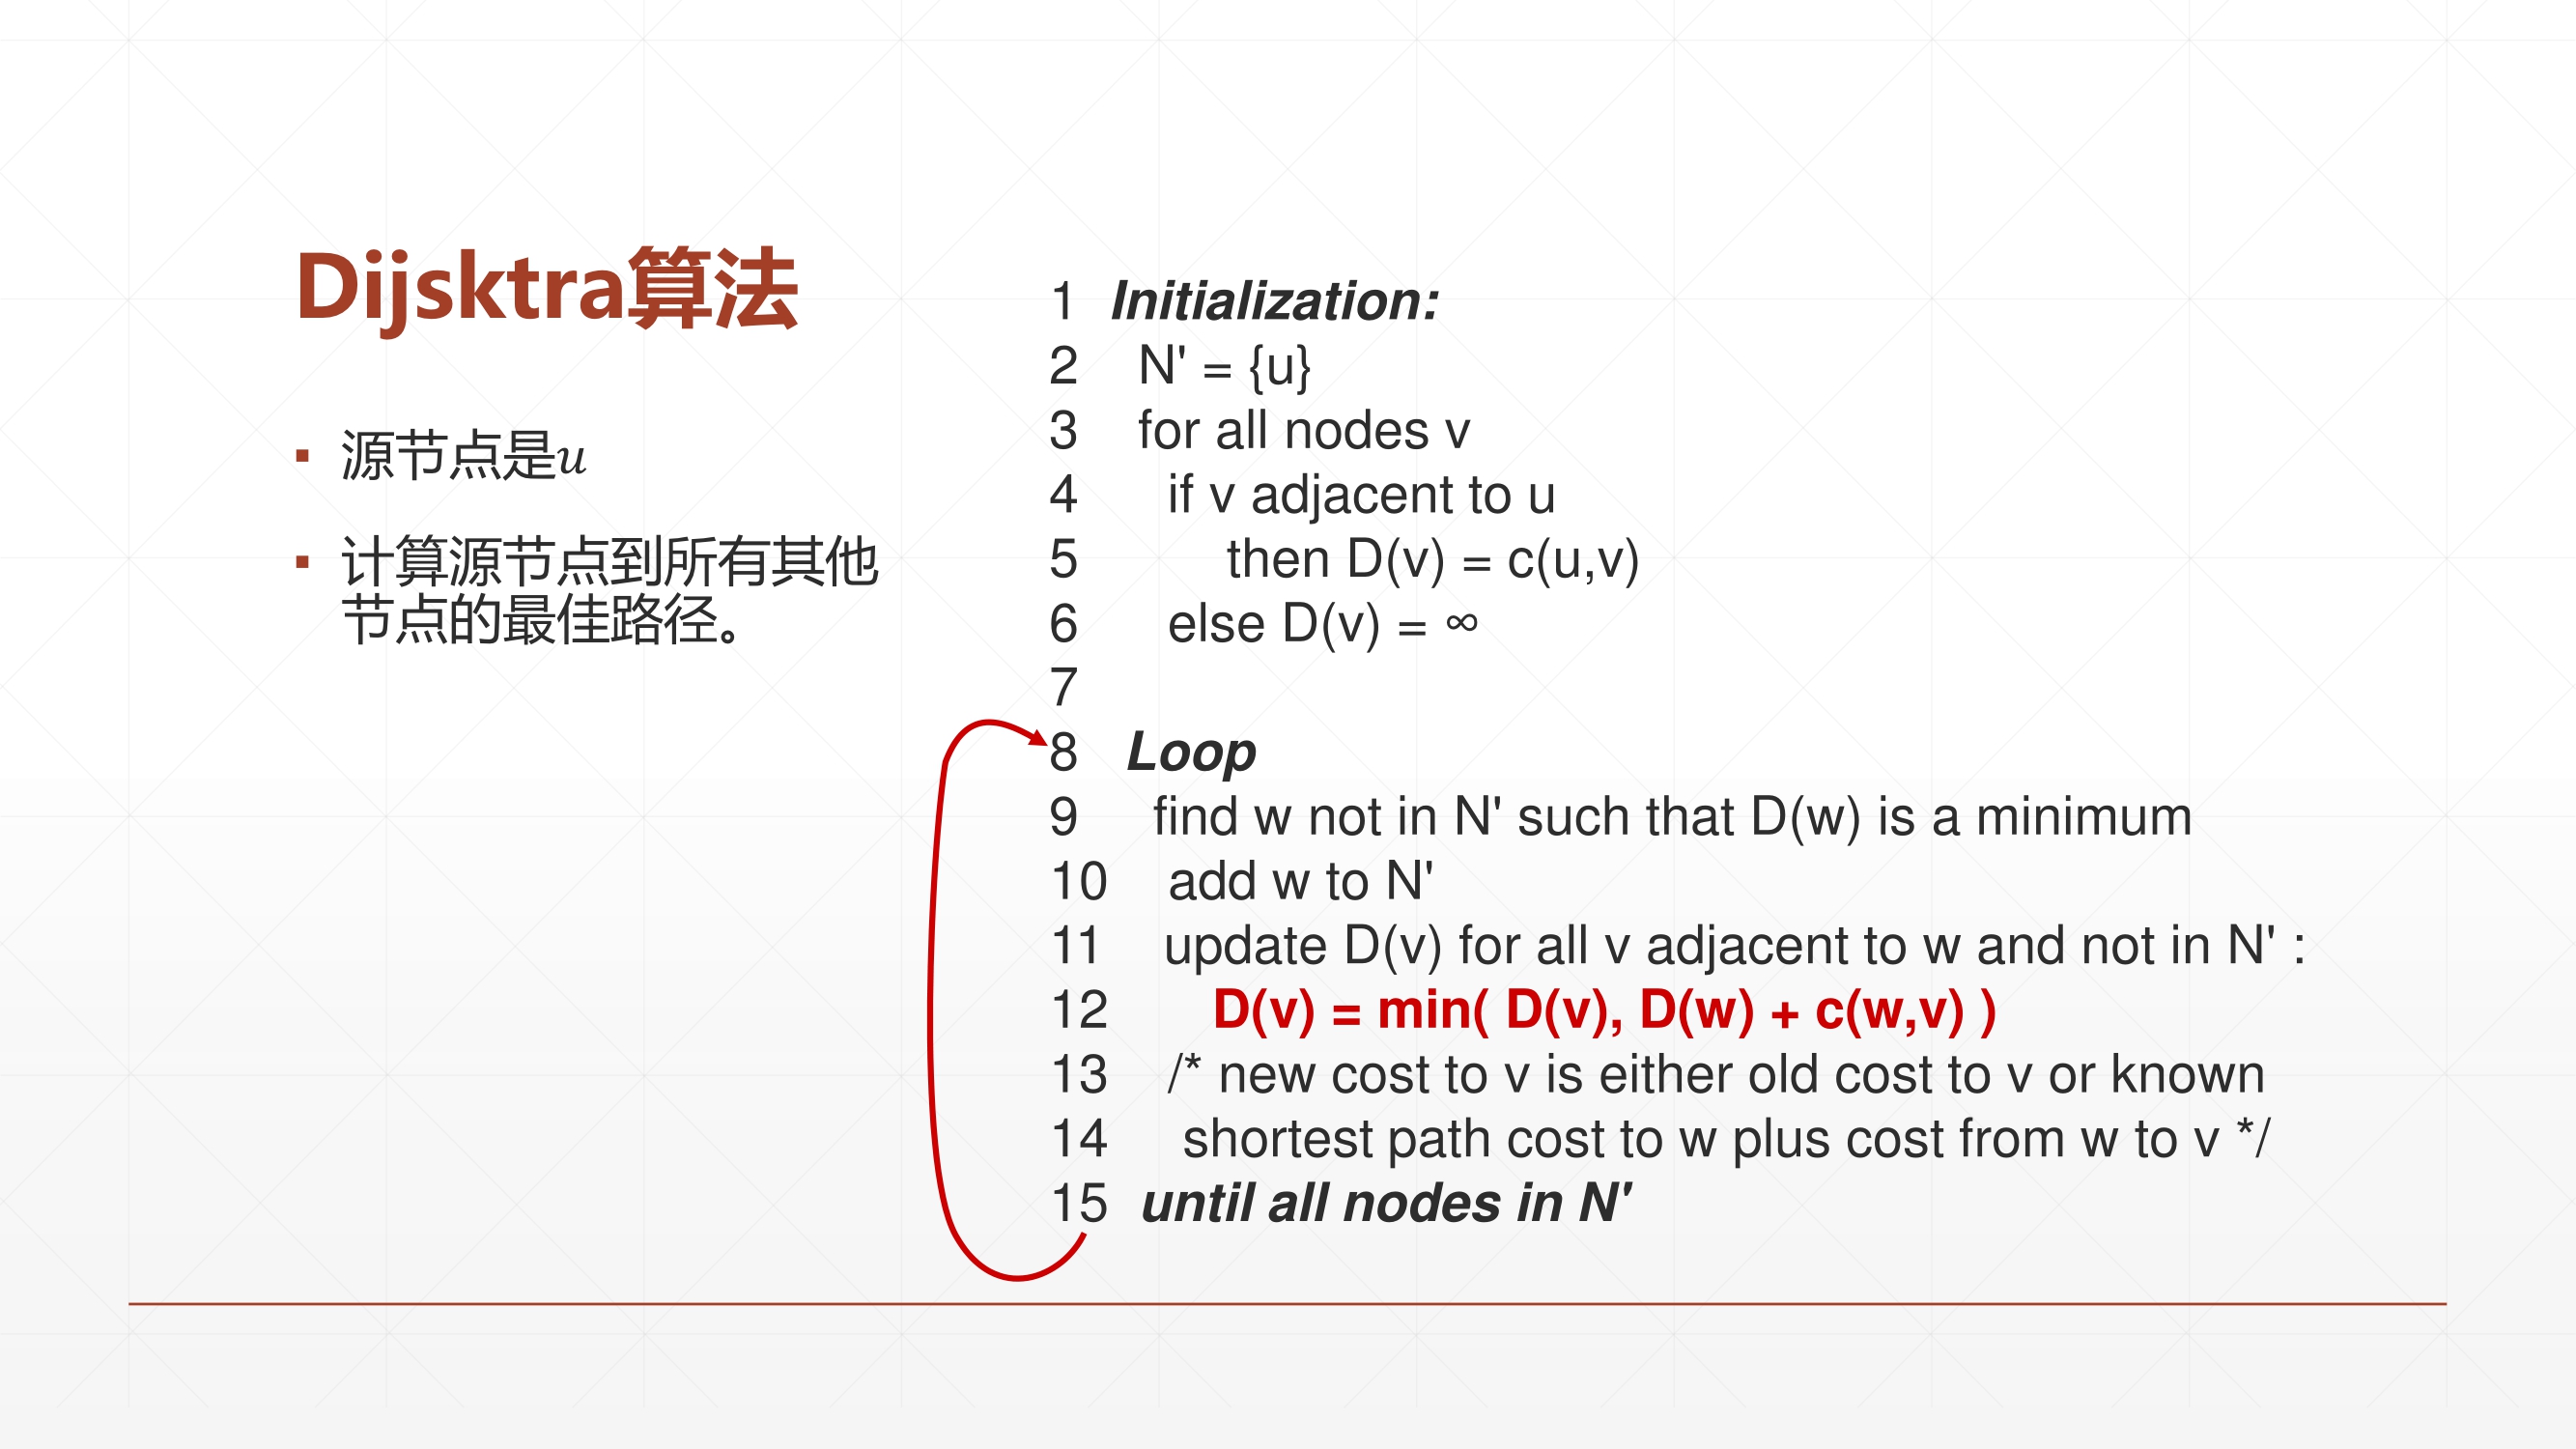 Dijsktra算法
▪ 源节点是u
▪ 计算源节点到所有其他
节点的最佳路径。
1 Initialization:
2 N' = {u}
3 for all nodes v
4 if v adjacent to u
5 then D(v) = c(u,v)
6 else D(v) = ∞
7
8 Loop
9 find w not in N' such that D(w) is a minimum
10 add w to N'
11 update D(v) for all v adjacent to w and not in N' :
12 D(v) = min( D(v), D(w) + c(w,v) )
13 /* new cost to v is either old cost to v or known
14 shortest path cost to w plus cost from w to v */
15 until all nodes in N'